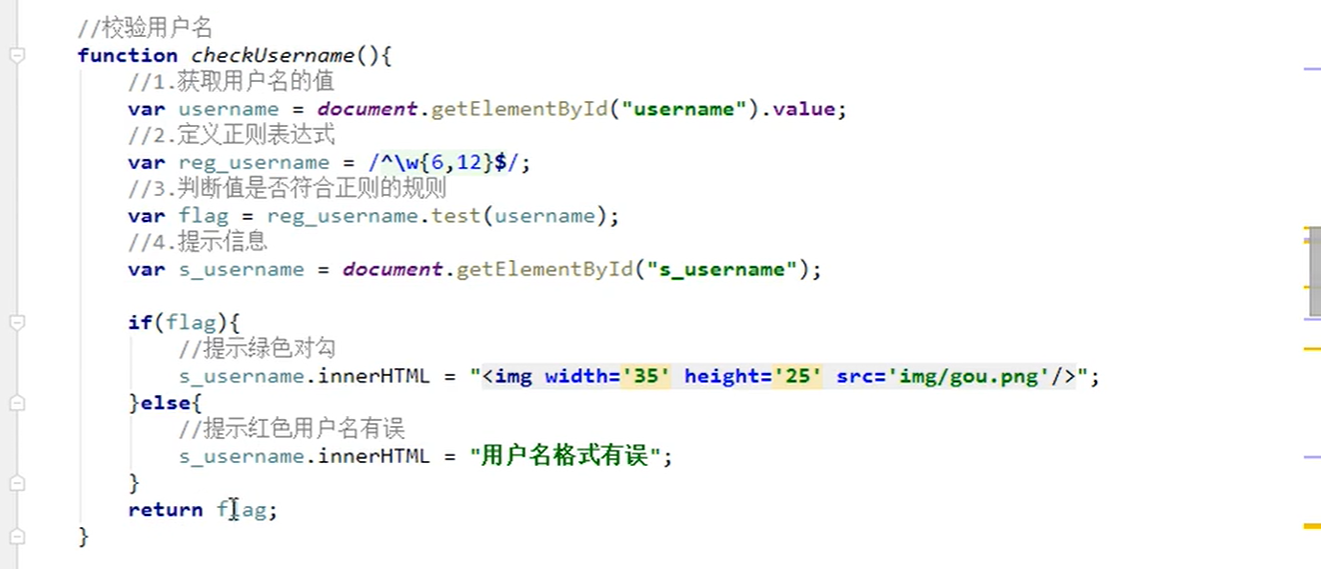 //校验用户名
function checkUsername(){
//1.获取用户名的值
var username = document.getElementById("username").value;
//2.定义正则表达式
var reg_username = /^\w{6,12}$/;
//3.判断值是否符合正则的规则
var flag = reg_username.test(username);
//4.提示信息
var s_username = document.getElementById("s_username");
if(flag){
//提示绿色对勾
s_username.innerHTML = "<img width='35' height='25' src='img/gou.png'/>";
}else{
//提示红色用户名有误
s_username.innerHTML = "用户名格式有误";
}
return flag;
}